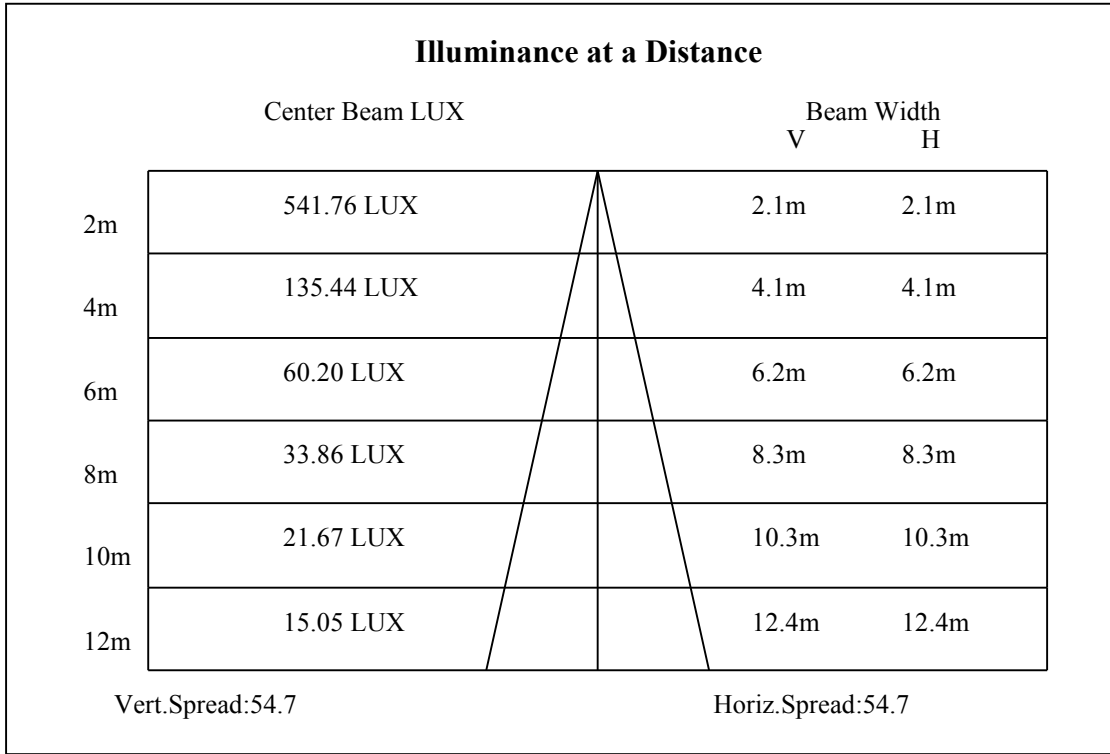 Illuminance at a Distance
Center Beam LUX Beam Width
V H
2m 541.76 LUX 2.1m 2.1m
4m 135.44 LUX 4.1m 4.1m
6m 60.20 LUX 6.2m 6.2m
8m 33.86 LUX 8.3m 8.3m
10m 21.67 LUX 10.3m 10.3m
12m 15.05 LUX 12.4m 12.4m
Vert.Spread:54.7 Horiz.Spread:54.7